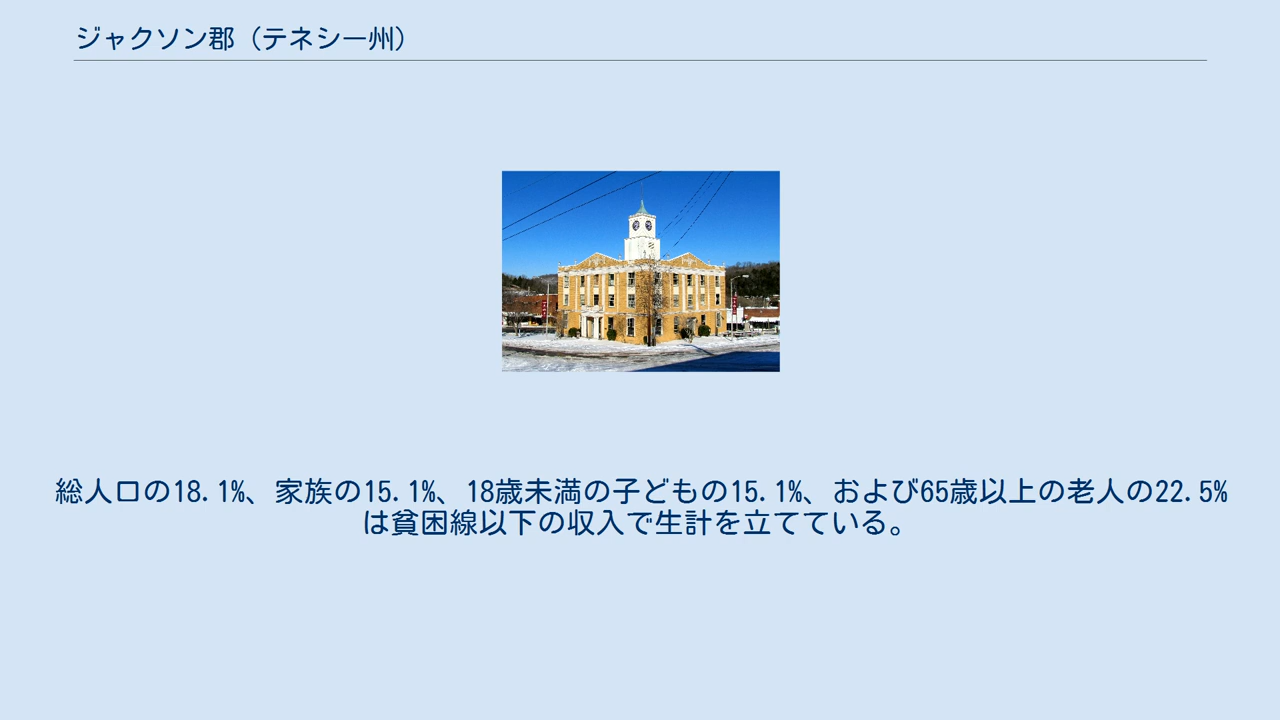 ジャクソン郡（テネシー州）
総人口の18.1%、家族の15.1%、18歳未満の子どもの15.1%、および65歳以上の老人の22.5%
は貧困線以下の収入で生計を立てている。